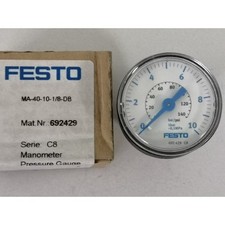 FESTO
MA-40-10-1/8-DB
Mat.Nr. 692429
Serie: C8
Manometer
Pressure Gauge
0 2 4 6 8 10
FESTO